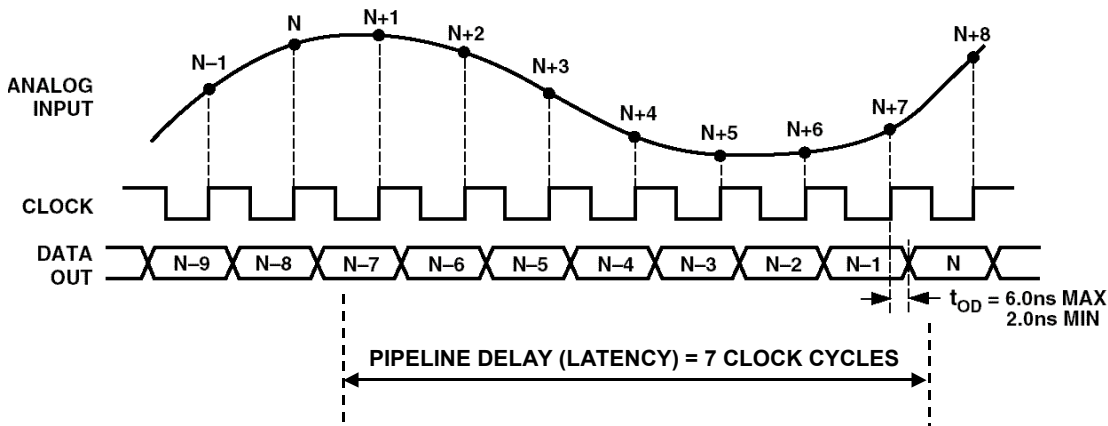 N–1
N
N+1
N+2
N+3
N+4
N+5
N+6
N+7
N+8
ANALOG
INPUT
CLOCK
DATA
OUT
N–9
N–8
N–7
N–6
N–5
N–4
N–3
N–2
N–1
N
tOD = 6.0ns MAX
2.0ns MIN
PIPELINE DELAY (LATENCY) = 7 CLOCK CYCLES